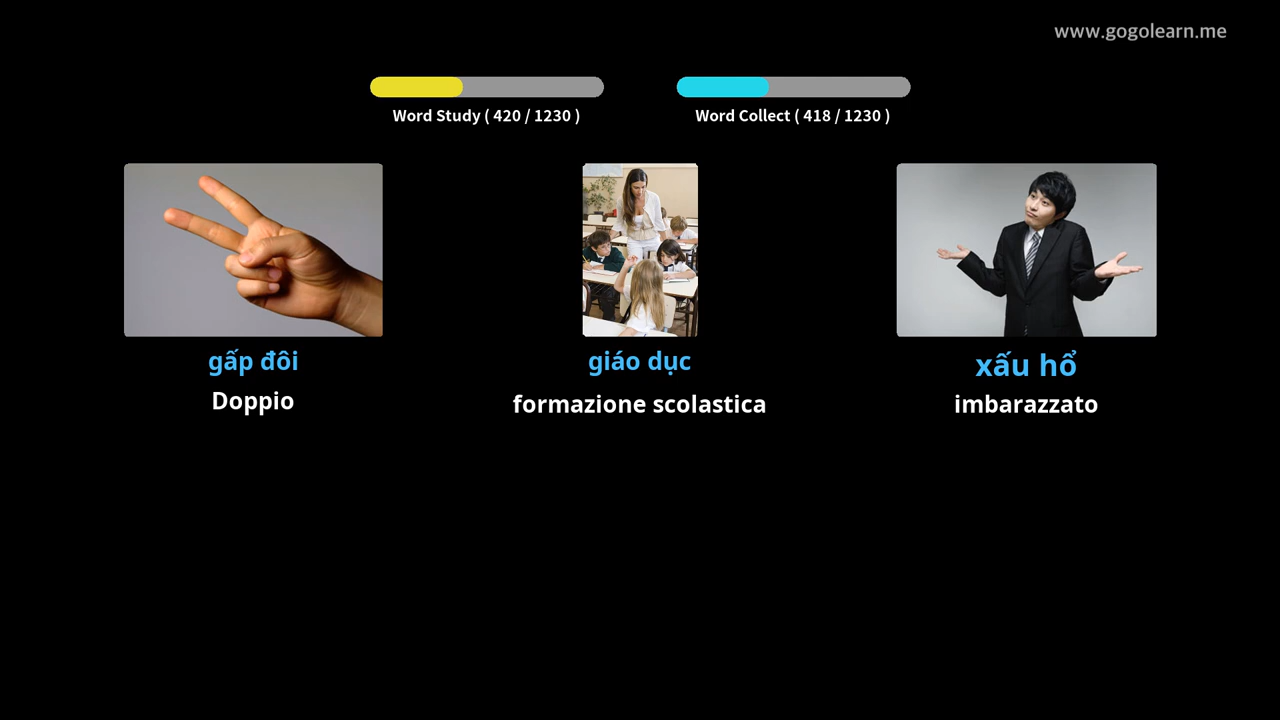 www.gogolearn.me
Word Study ( 420 / 1230 )
Word Collect ( 418 / 1230 )
gấp đôi
Doppio
giáo dục
formazione scolastica
xấu hổ
imbarazzato